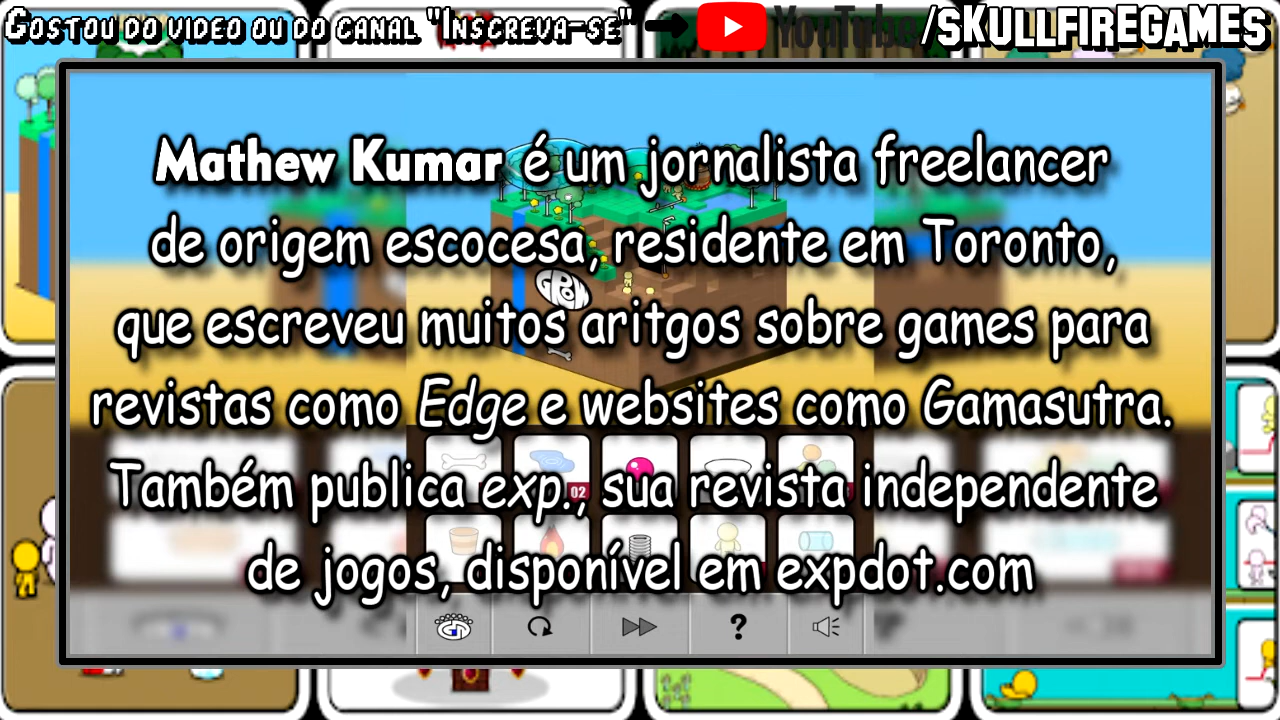 Gostou do video ou do canal "Inscreva-se" YouTube /SKULLFIREGAMES
Mathew Kumar é um jornalista freelancer
de origem escocesa, residente em Toronto,
que escreveu muitos aritgos sobre games para
revistas como Edge e websites como Gamasutra.
Também publica exp., sua revista independente
de jogos, disponível em expdot.com
GROW
02
?